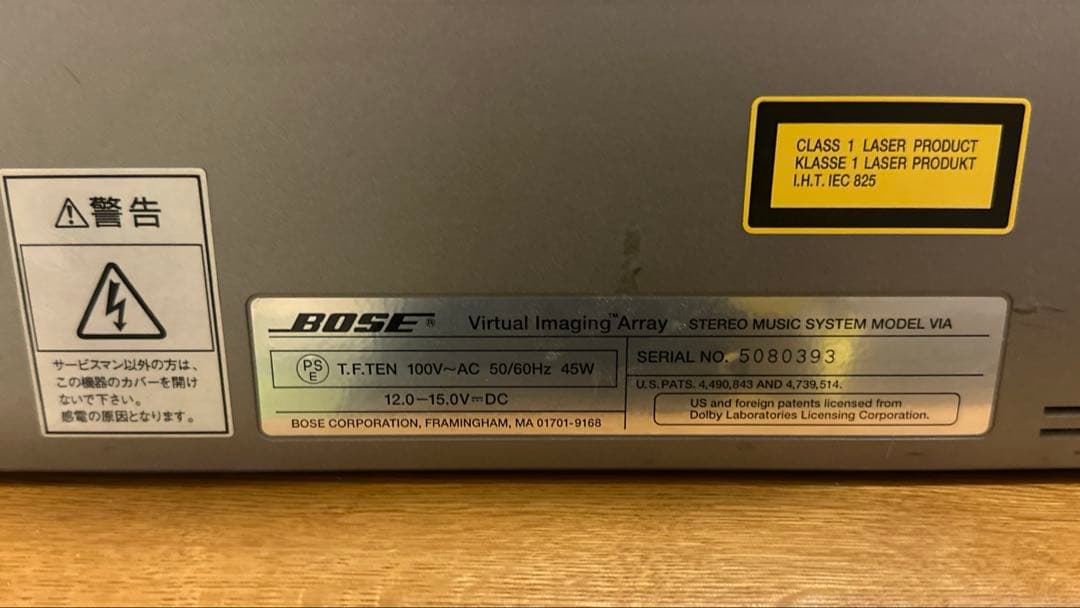 警告
サービスマン以外の方は、
この機器のカバーを開け
ないで下さい。
感電の原因となります。
CLASS 1 LASER PRODUCT
KLASSE 1 LASER PRODUKT
I.H.T. IEC 825
BOSE® Virtual Imaging™Array STEREO MUSIC SYSTEM MODEL VIA
PS
E
T.F.TEN 100V～AC 50/60Hz 45W
12.0－15.0V⎓DC
BOSE CORPORATION, FRAMINGHAM, MA 01701-9168
SERIAL NO. 5080393
U.S. PATS. 4,490,843 AND 4,739,514.
US and foreign patents licensed from
Dolby Laboratories Licensing Corporation.